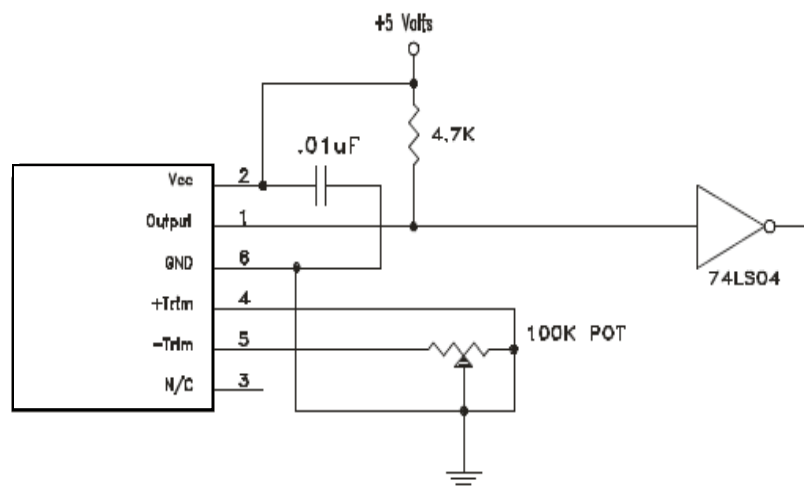 +5 Volts
4.7K
.01uF
Vcc 2
Output 1
GND 6
+Trim 4
-Trim 5
N/C 3
100K POT
74LS04